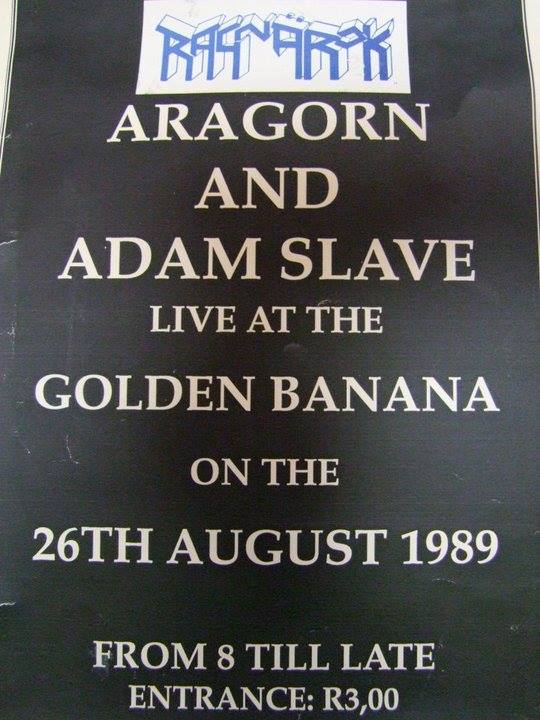 RAGNÄRÖK
ARAGORN
AND
ADAM SLAVE
LIVE AT THE
GOLDEN BANANA
ON THE
26TH AUGUST 1989
FROM 8 TILL LATE
ENTRANCE: R3,00